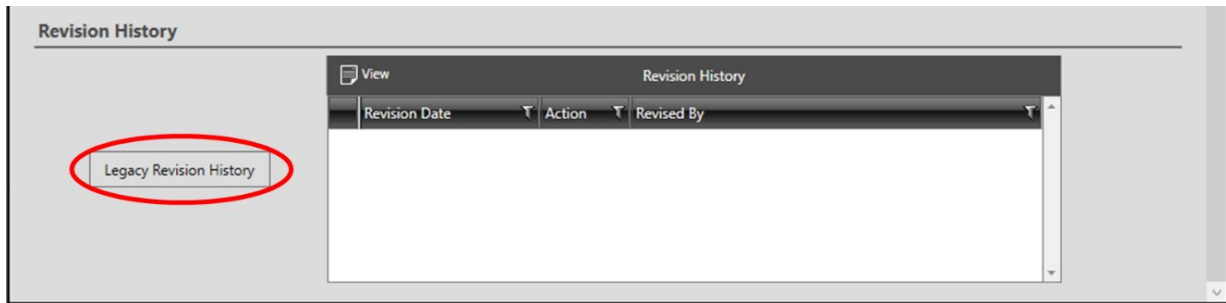 Revision History
View
Revision History
Revision Date Action Revised By
Legacy Revision History